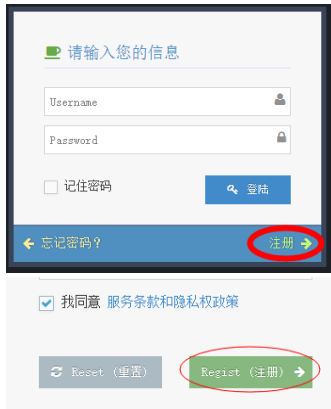 请输入您的信息
Username
Password
记住密码
登陆
忘记密码?
注册
我同意 服务条款和隐私权政策
Reset (重置)
Regist (注册)